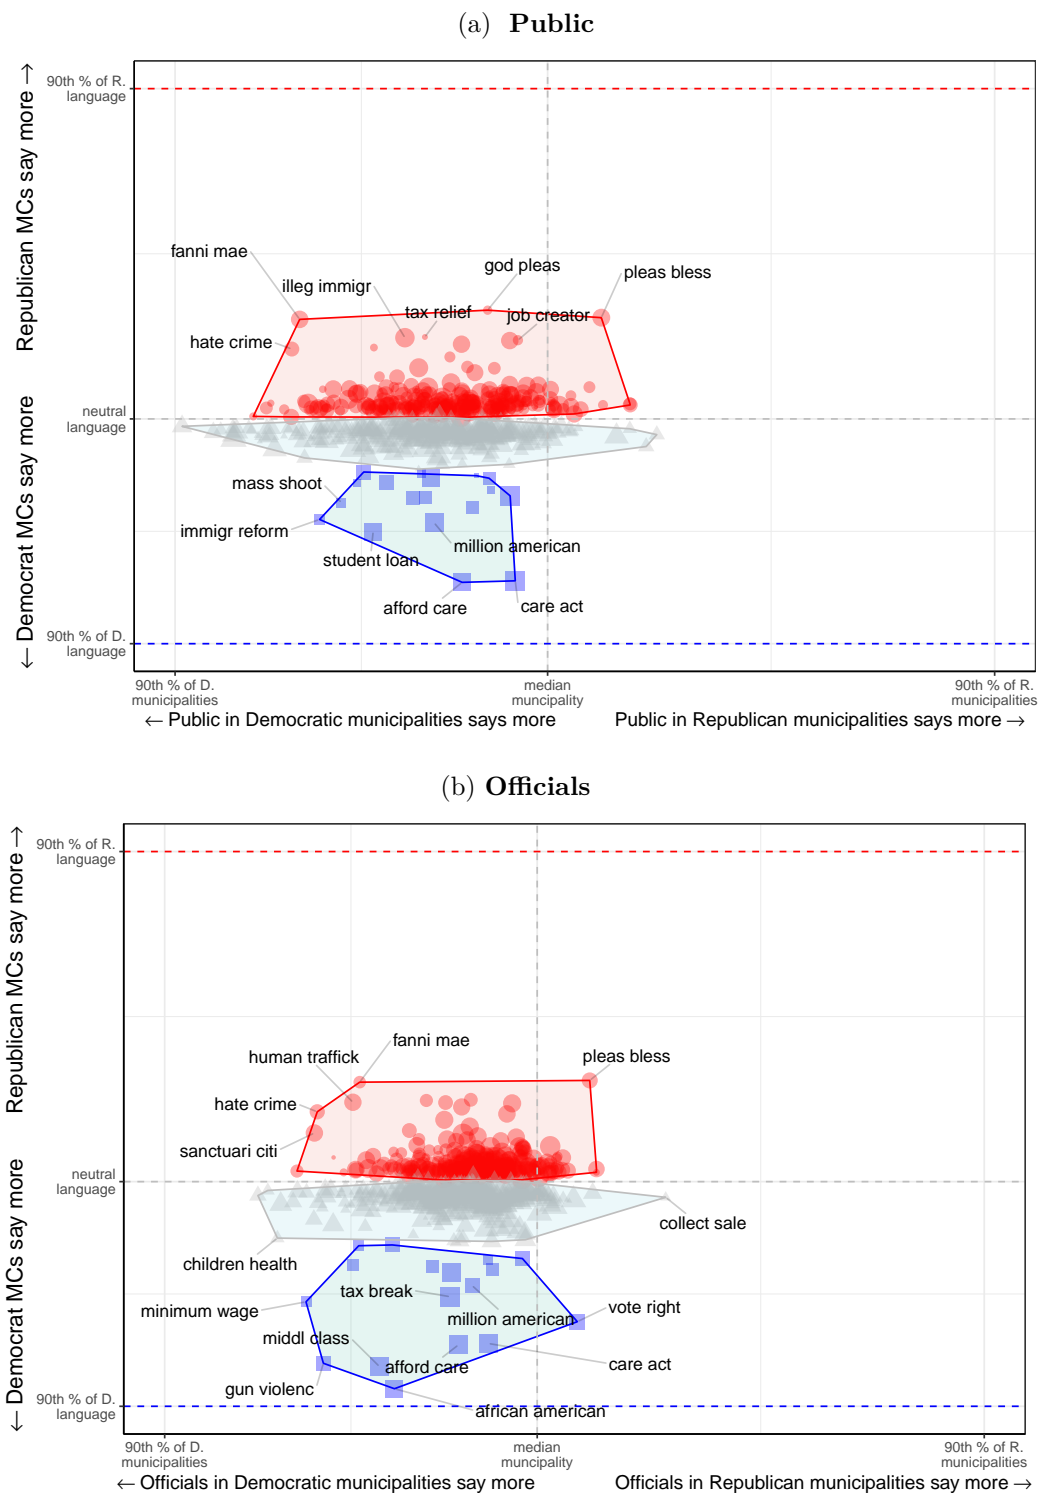 (a) Public
Republican MCs say more →
← Democrat MCs say more
90th % of R.
language
neutral
language
90th % of D.
language
fanni mae
illeg immigr
god pleas
pleas bless
tax relief
job creator
hate crime
mass shoot
immigr reform
million american
student loan
afford care
care act
90th % of D.
municipalities
median
muncipality
90th % of R.
municipalities
← Public in Democratic municipalities says more
Public in Republican municipalities says more →
(b) Officials
Republican MCs say more →
← Democrat MCs say more
90th % of R.
language
neutral
language
90th % of D.
language
fanni mae
human traffick
pleas bless
hate crime
sanctuari citi
collect sale
children health
tax break
minimum wage
million american
vote right
middl class
afford care
care act
gun violenc
african american
90th % of D.
municipalities
median
muncipality
90th % of R.
municipalities
← Officials in Democratic municipalities say more
Officials in Republican municipalities say more →